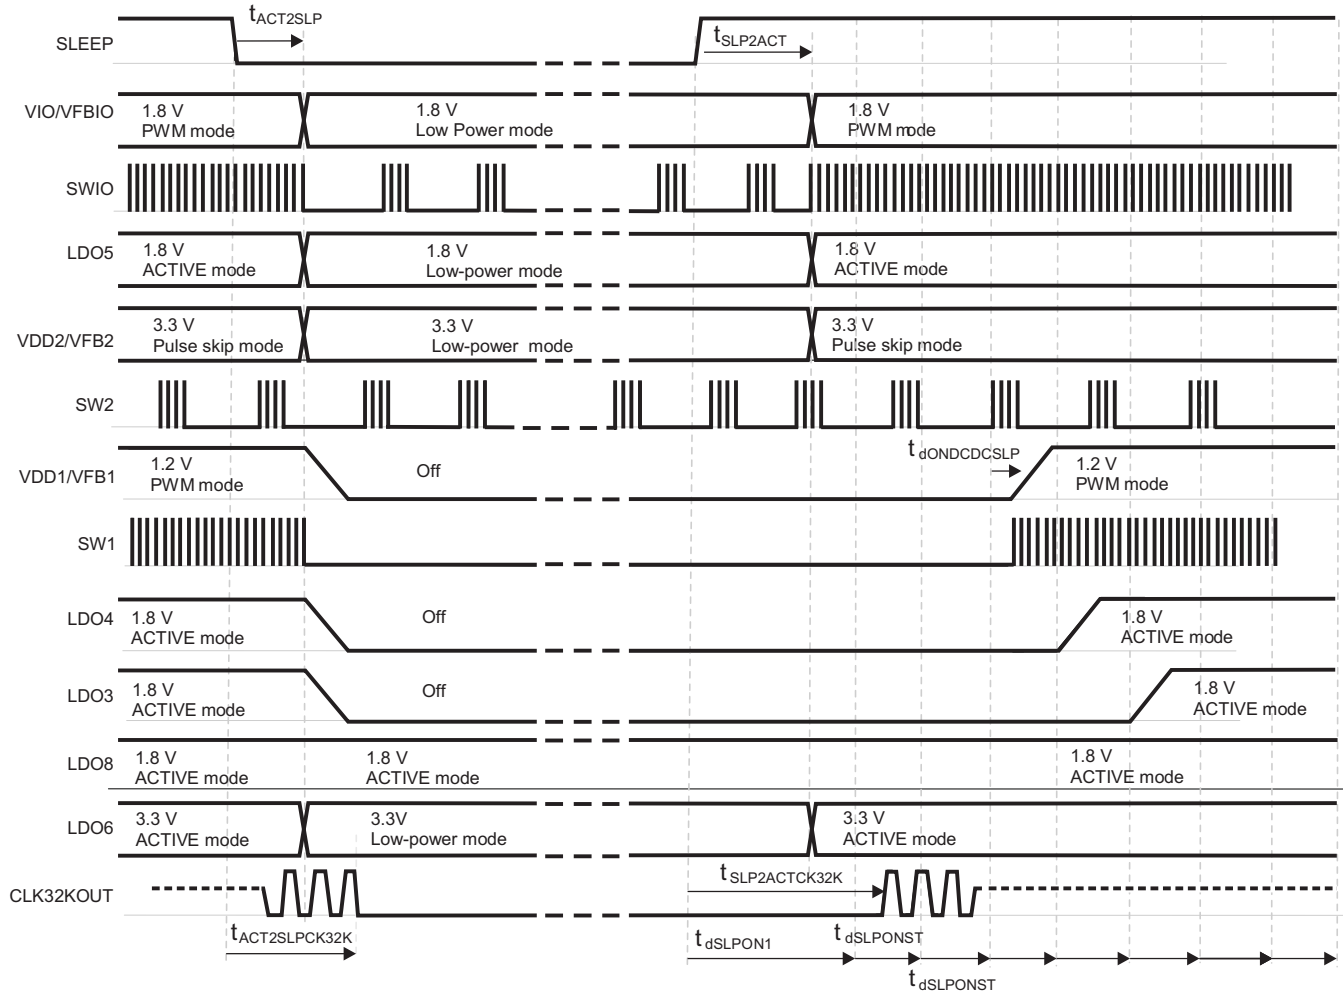 tACT2SLP
tSLP2ACT
SLEEP
VIO/VFBIO
1.8 V
PWM mode
1.8 V
Low Power mode
1.8 V
PWM mode
SWIO
LDO5
1.8 V
ACTIVE mode
1.8 V
Low-power mode
1.8 V
ACTIVE mode
VDD2/VFB2
3.3 V
Pulse skip mode
3.3 V
Low-power mode
3.3 V
Pulse skip mode
SW2
tdONDCDCSLP
VDD1/VFB1
1.2 V
PWM mode
Off
1.2 V
PWM mode
SW1
LDO4
1.8 V
ACTIVE mode
Off
1.8 V
ACTIVE mode
LDO3
1.8 V
ACTIVE mode
Off
1.8 V
ACTIVE mode
LDO8
1.8 V
ACTIVE mode
1.8 V
ACTIVE mode
1.8 V
ACTIVE mode
LDO6
3.3 V
ACTIVE mode
3.3V
Low-power mode
3.3 V
ACTIVE mode
CLK32KOUT
tSLP2ACTCK32K
tACT2SLPCK32K
tdSLPON1
tdSLPONST
tdSLPONST